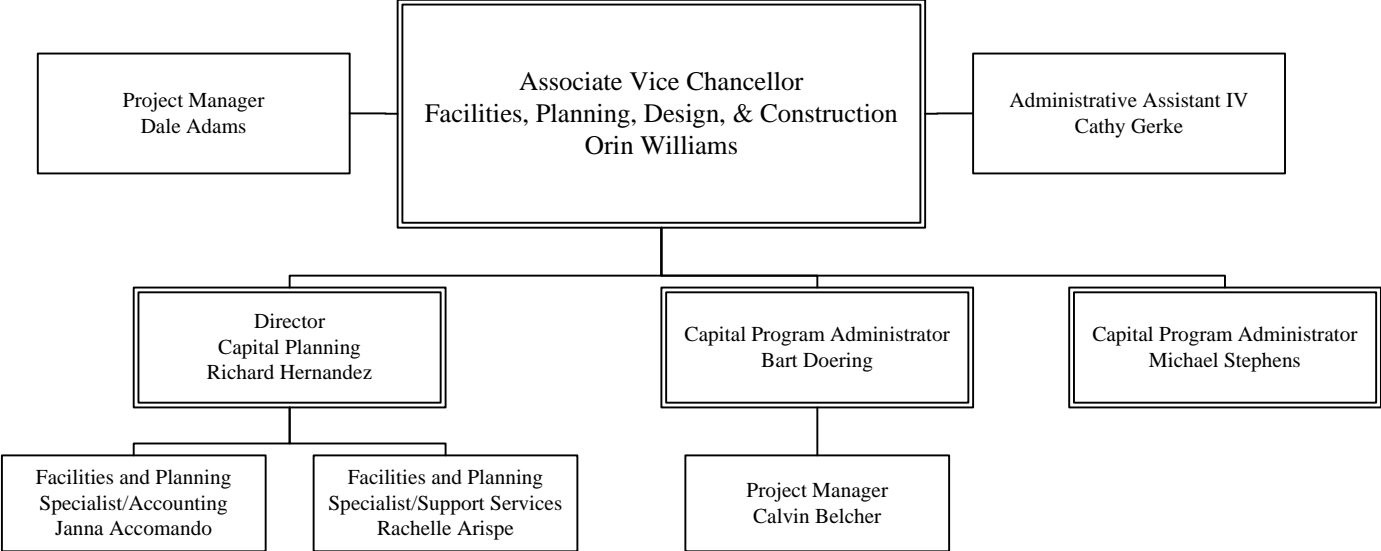 Project Manager
Dale Adams
Associate Vice Chancellor
Facilities, Planning, Design, & Construction
Orin Williams
Administrative Assistant IV
Cathy Gerke
Director
Capital Planning
Richard Hernandez
Capital Program Administrator
Bart Doering
Capital Program Administrator
Michael Stephens
Facilities and Planning
Specialist/Accounting
Janna Accomando
Facilities and Planning
Specialist/Support Services
Rachelle Arispe
Project Manager
Calvin Belcher